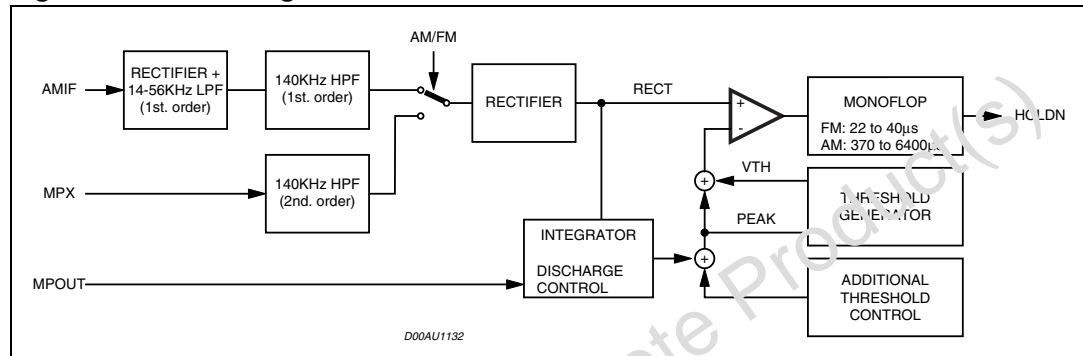 AM/FM
AMIF
RECTIFIER +
14-56KHz LPF
(1st. order)
140KHz HPF
(1st. order)
RECTIFIER
RECT
+
-
MONOFLOP
FM: 22 to 40μs
AM: 370 to 6400μs
HOLDN
MPX
140KHz HPF
(2nd. order)
+
VTH
THRESHOLD
GENERATOR
PEAK
INTEGRATOR
DISCHARGE
CONTROL
+
MPOUT
ADDITIONAL
THRESHOLD
CONTROL
D00AU1132
ete Product(s)